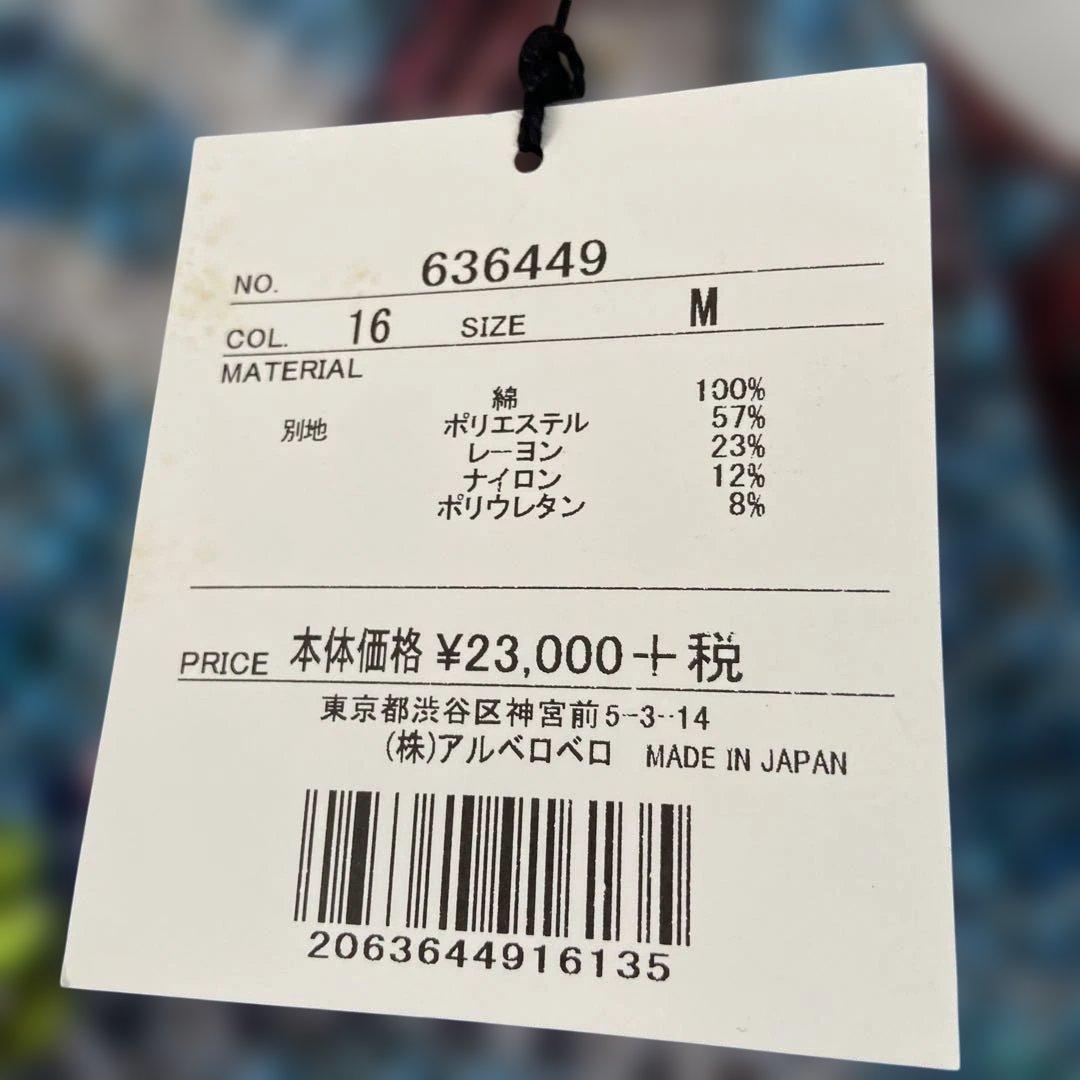 NO. 636449
COL. 16 SIZE M
MATERIAL
綿 100%
別地 ポリエステル 57%
レーヨン 23%
ナイロン 12%
ポリウレタン 8%
PRICE 本体価格 ¥23,000+税
東京都渋谷区神宮前5-3-14
(株)アルベロベロ MADE IN JAPAN
2063644916135